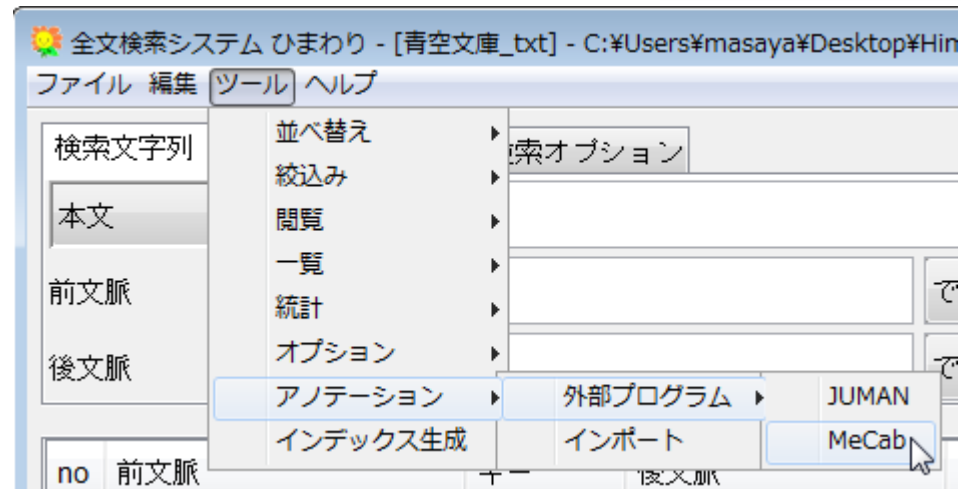 全文検索システム ひまわり - [青空文庫_txt] - C:¥Users¥masaya¥Desktop¥Him
ファイル 編集 ツール ヘルプ
検索文字列
索オプション
本文
前文脈
で
後文脈
で
並べ替え
絞込み
閲覧
一覧
統計
オプション
アノテーション
インデックス生成
外部プログラム
インポート
JUMAN
MeCab
no 前文脈 キー 後文脈